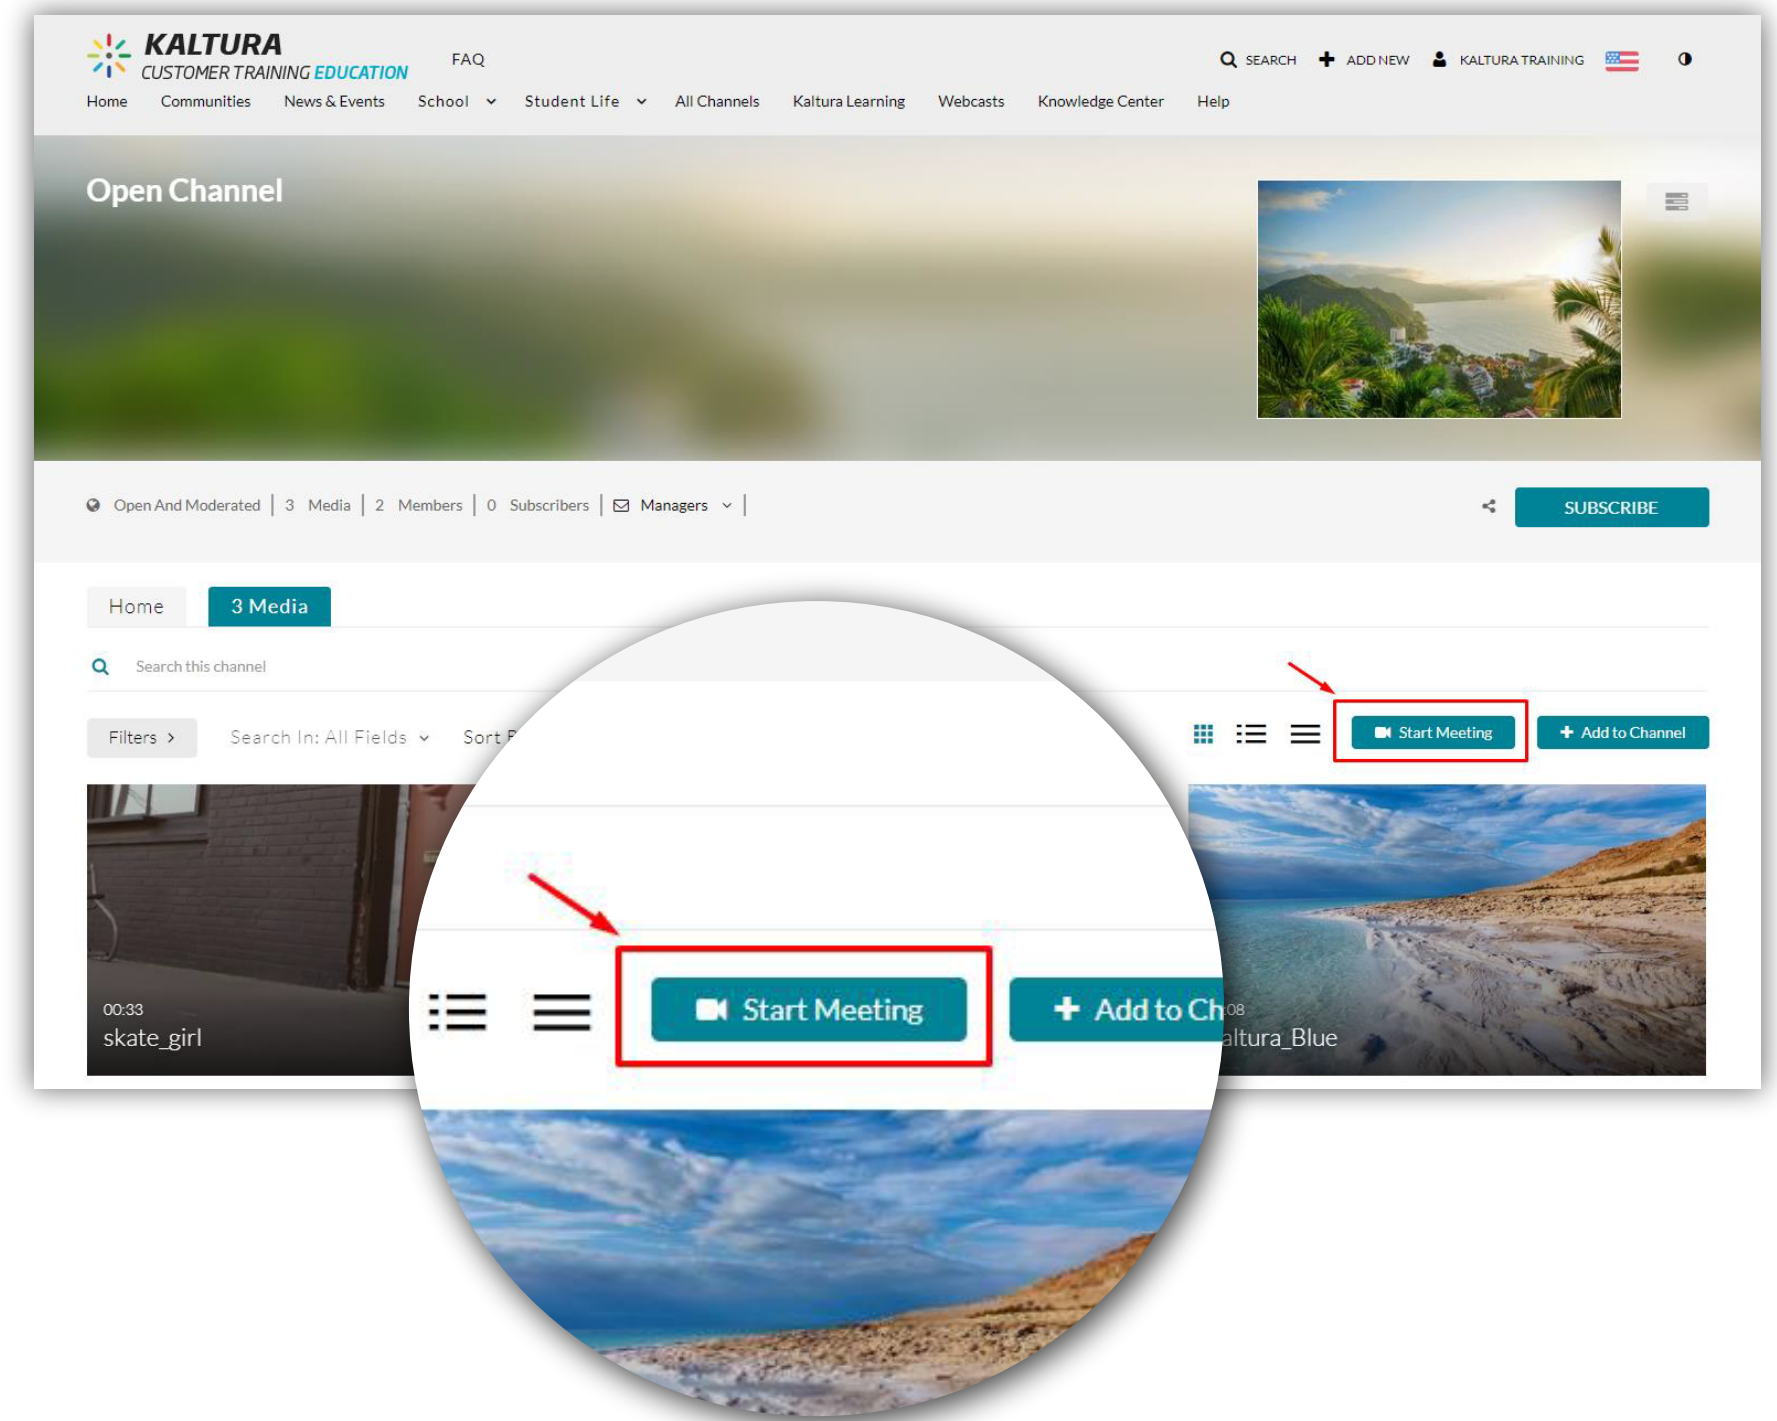 KALTURA
CUSTOMER TRAINING EDUCATION
FAQ
SEARCH ADD NEW KALTURA TRAINING
Home Communities News & Events School Student Life All Channels Kaltura Learning Webcasts Knowledge Center Help
Open Channel
Open And Moderated | 3 Media | 2 Members | 0 Subscribers | Managers |
SUBSCRIBE
Home 3 Media
Search this channel
Filters > Search In: All Fields Sort
Start Meeting + Add to Channel
Start Meeting + Add to Ch
00:33
skate_girl
:08
altura_Blue